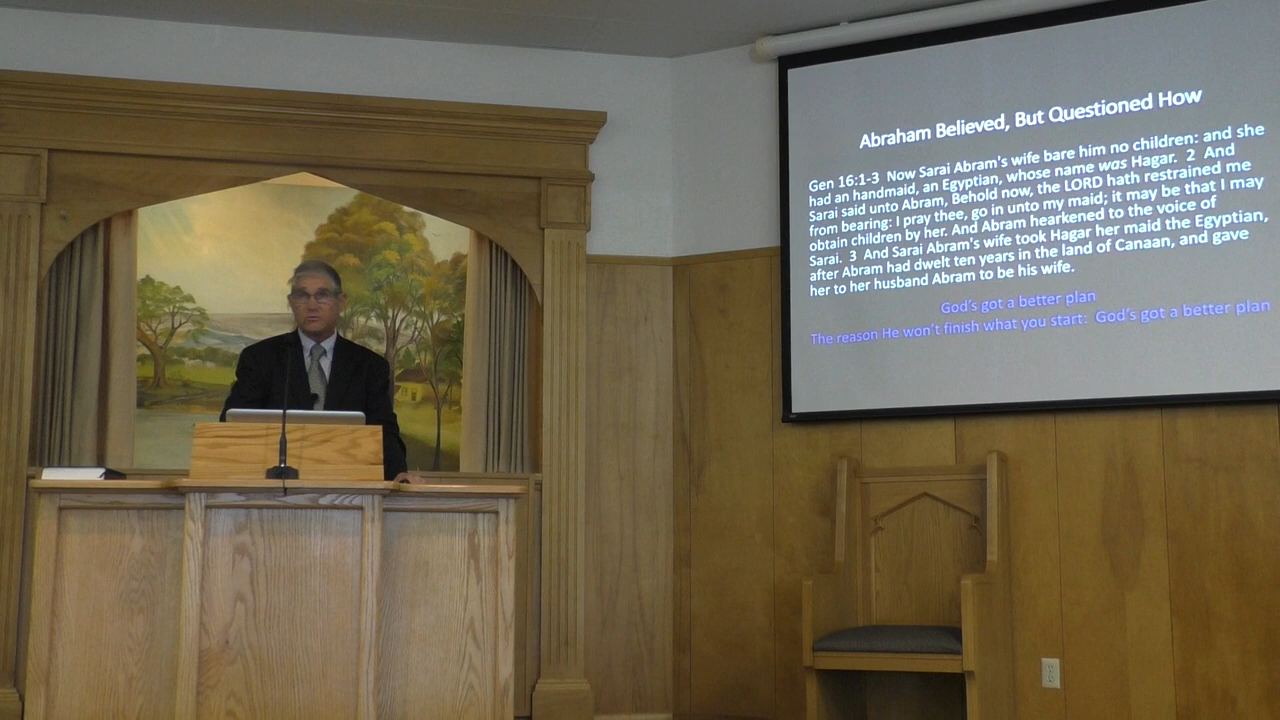 Abraham Believed, But Questioned How
Gen 16:1-3 Now Sarai Abram's wife bare him no children: and she
had an handmaid, an Egyptian, whose name was Hagar. 2 And
Sarai said unto Abram, Behold now, the LORD hath restrained me
from bearing: I pray thee, go in unto my maid; it may be that I may
obtain children by her. And Abram hearkened to the voice of
Sarai. 3 And Sarai Abram's wife took Hagar her maid the Egyptian,
after Abram had dwelt ten years in the land of Canaan, and gave
her to her husband Abram to be his wife.
God's got a better plan
The reason He won't finish what you start: God's got a better plan